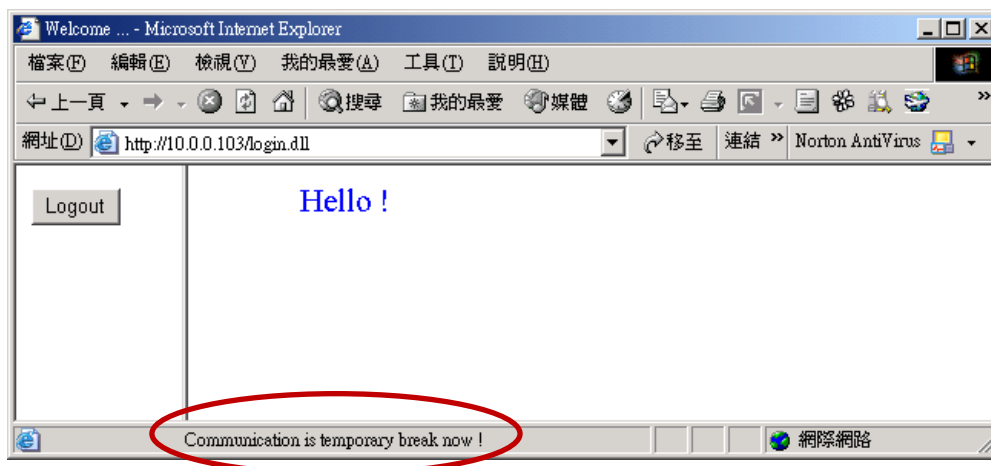 Welcome ... - Microsoft Internet Explorer
檔案(F) 編輯(E) 檢視(V) 我的最愛(A) 工具(T) 說明(H)
上一頁 搜尋 我的最愛 媒體 »
網址(D) http://10.0.0.103/login.dll 移至 連結 » Norton AntiVirus
Logout
Hello !
Communication is temporary break now ! 網際網路